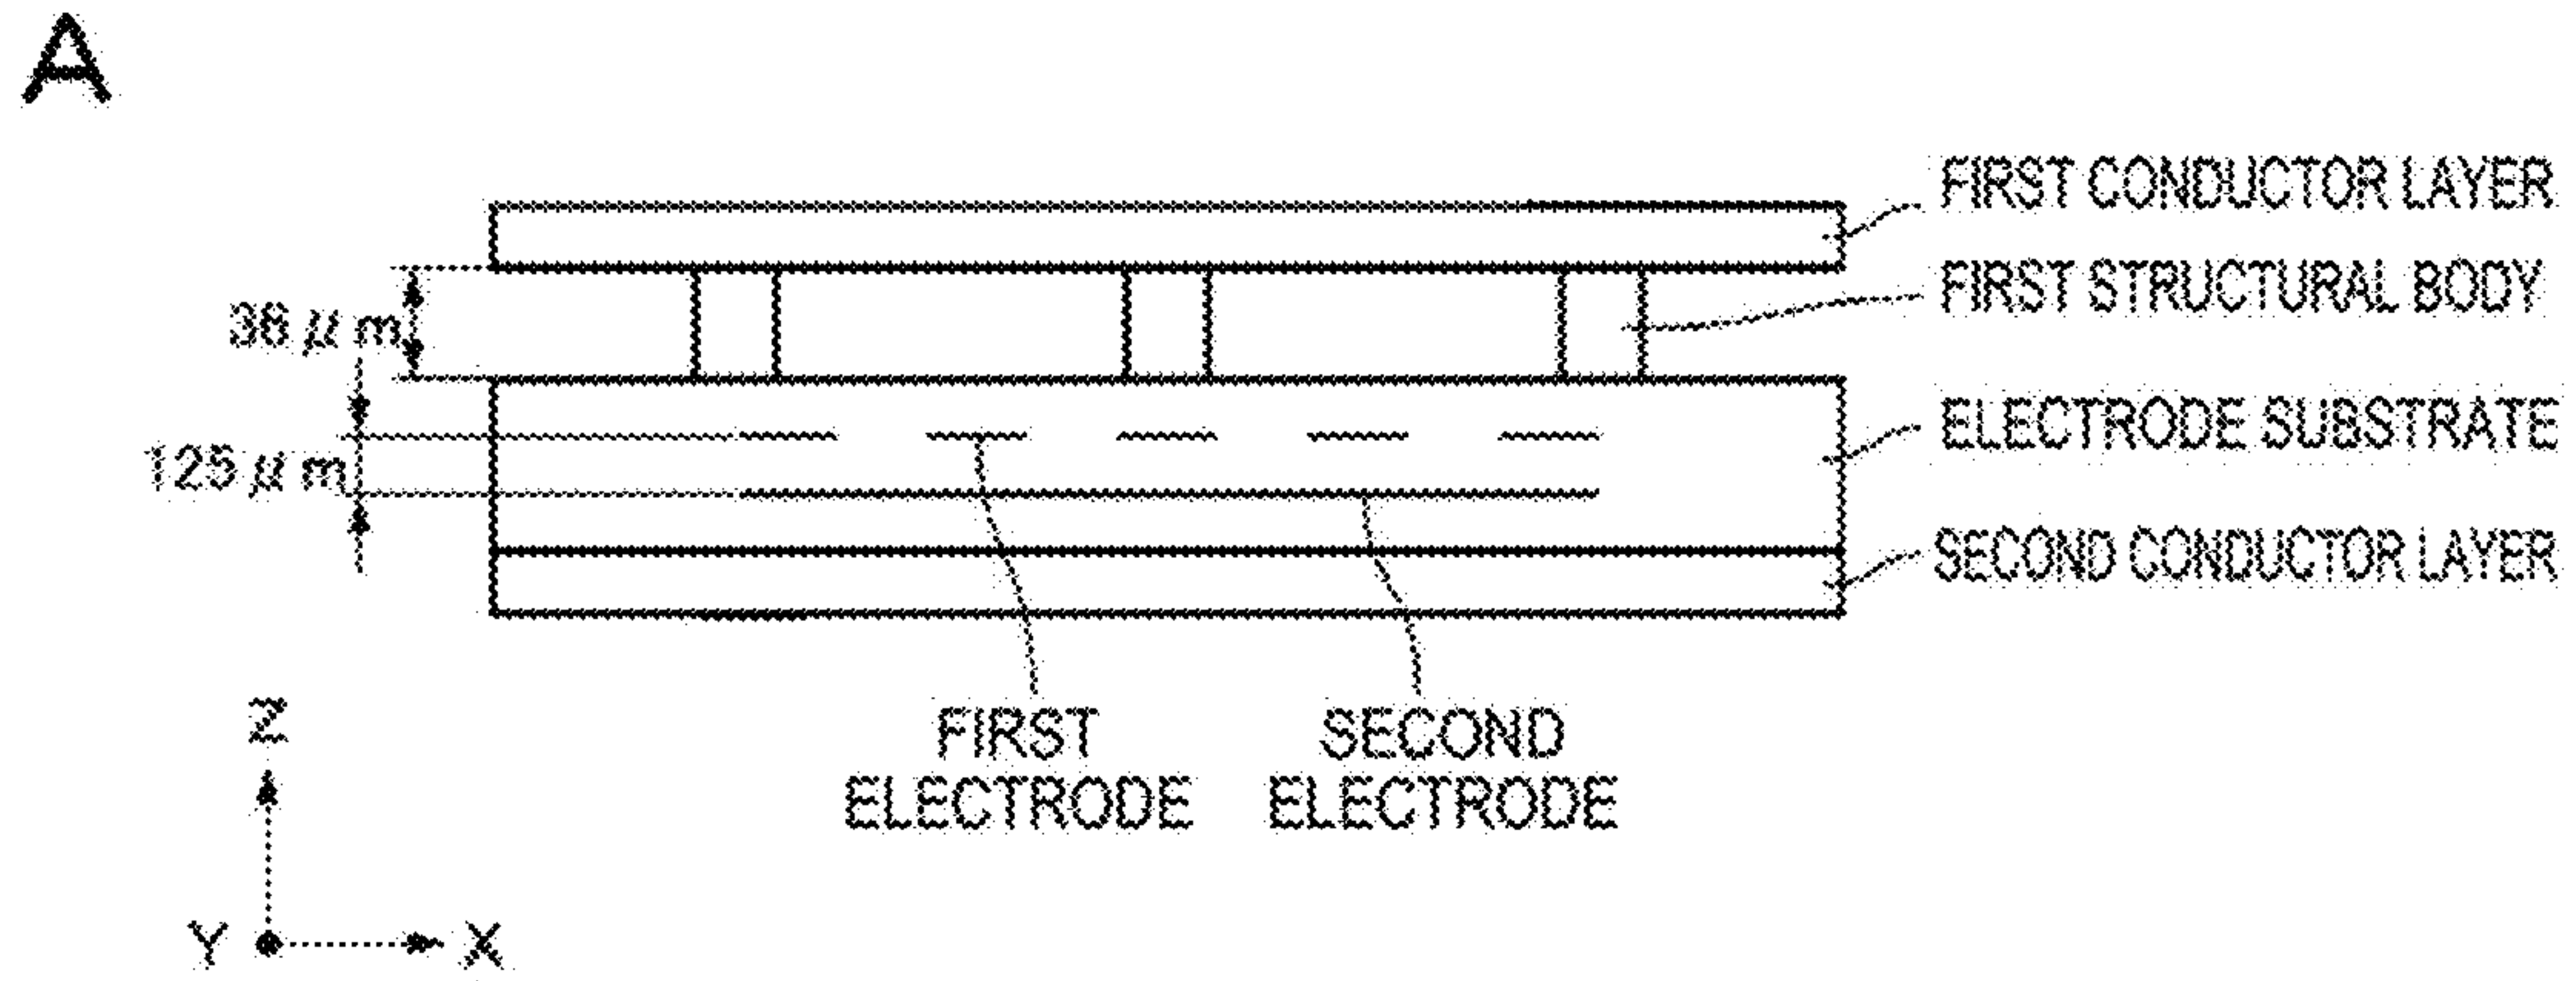 A
FIRST CONDUCTOR LAYER
FIRST STRUCTURAL BODY
36 μm
ELECTRODE SUBSTRATE
125 μm
SECOND CONDUCTOR LAYER
FIRST
ELECTRODE
SECOND
ELECTRODE
Z
Y
X